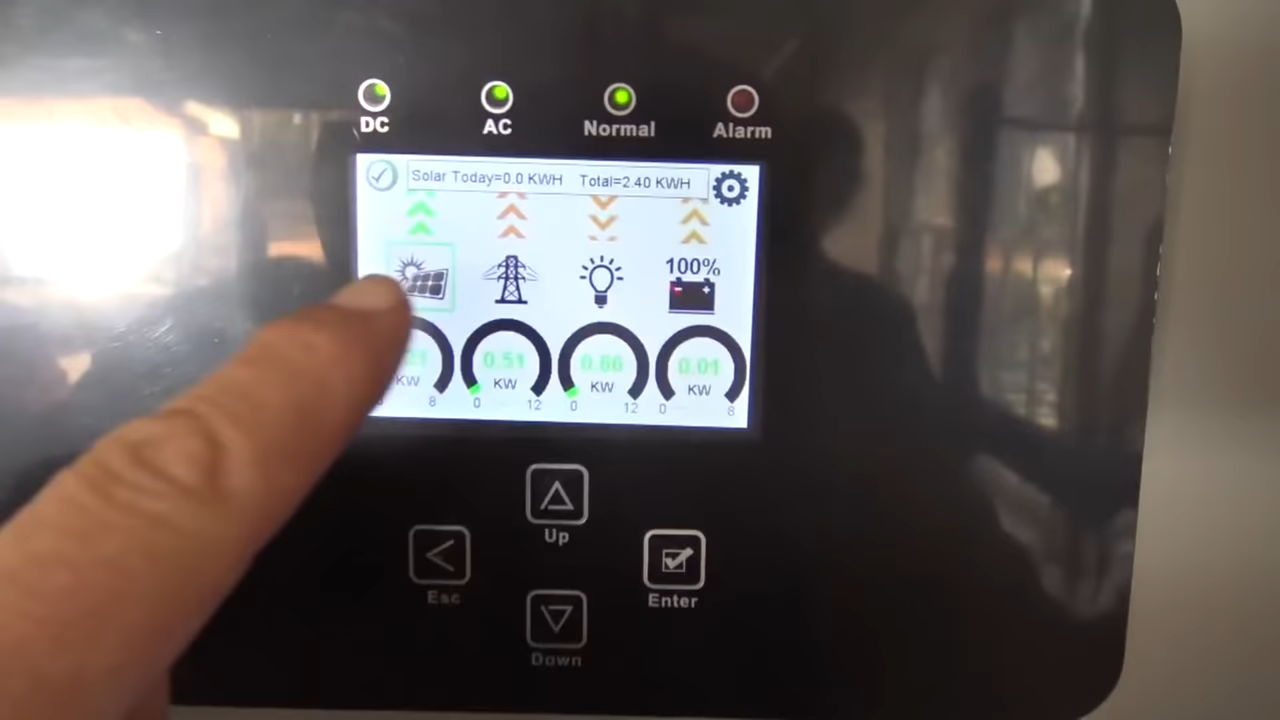 DC AC Normal Alarm
Solar Today=0.0 KWH Total=2.40 KWH
100%
0.51 0.66 0.01
KW KW KW KW
8 0 12 0 12 0 8
Up
Esc Enter
Down